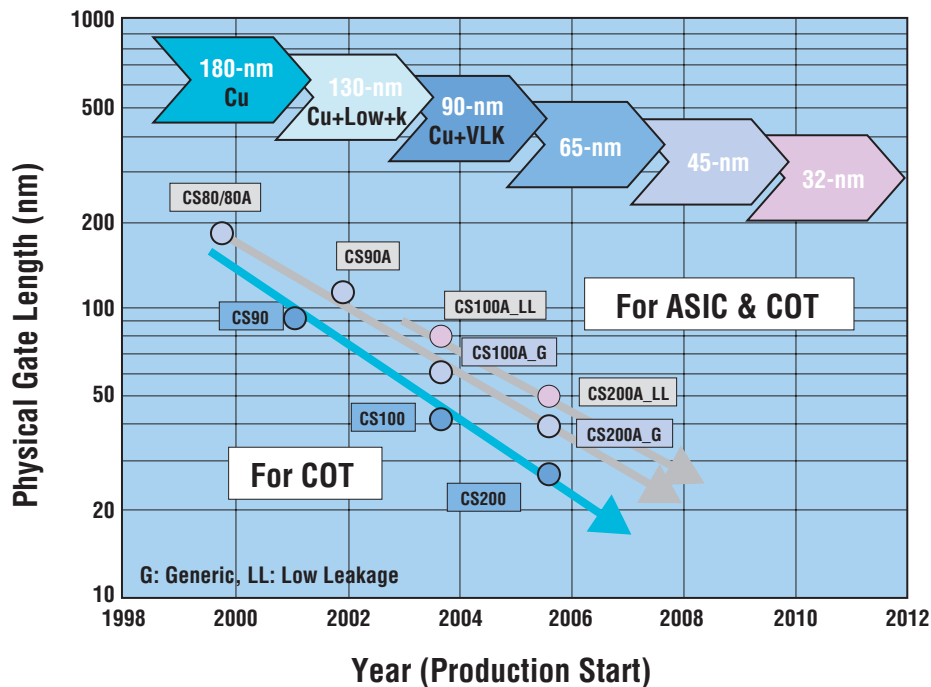 1000
500
200
100
50
20
10
Physical Gate Length (nm)
180-nm
Cu
130-nm
Cu+Low+k
90-nm
Cu+VLK
65-nm
45-nm
32-nm
CS80/80A
CS90A
CS90
CS100A_LL
For ASIC & COT
CS100A_G
CS100
CS200A_LL
CS200A_G
For COT
CS200
G: Generic, LL: Low Leakage
1998
2000
2002
2004
2006
2008
2010
2012
Year (Production Start)